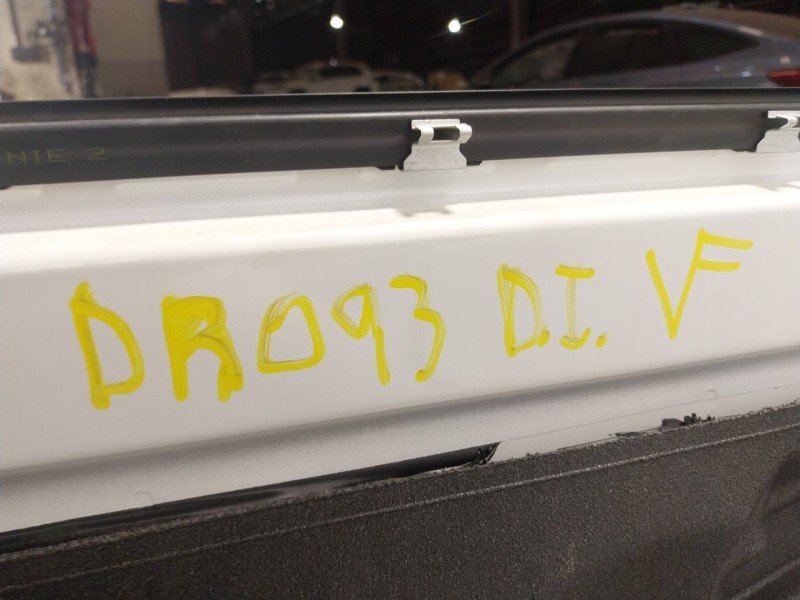 NIE 2
DR093 D.I. VF